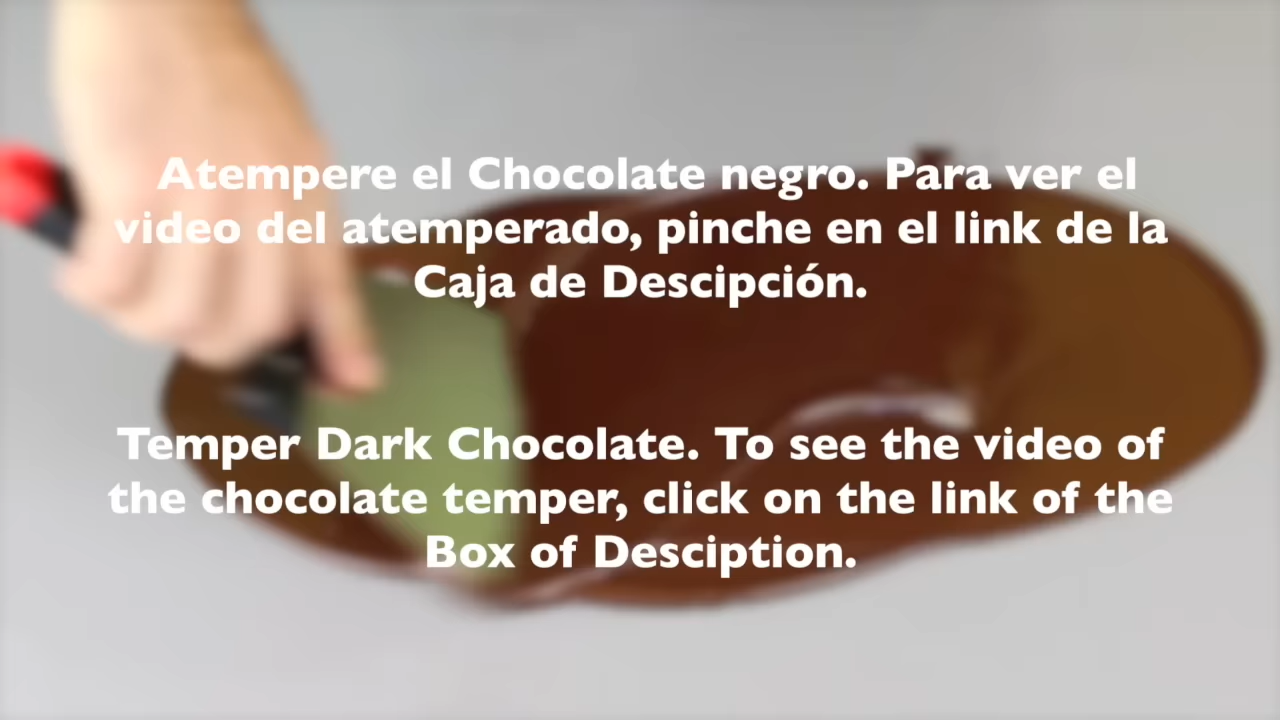 Atempere el Chocolate negro. Para ver el
video del atemperado, pinche en el link de la
Caja de Descipción.
Temper Dark Chocolate. To see the video of
the chocolate temper, click on the link of the
Box of Desciption.